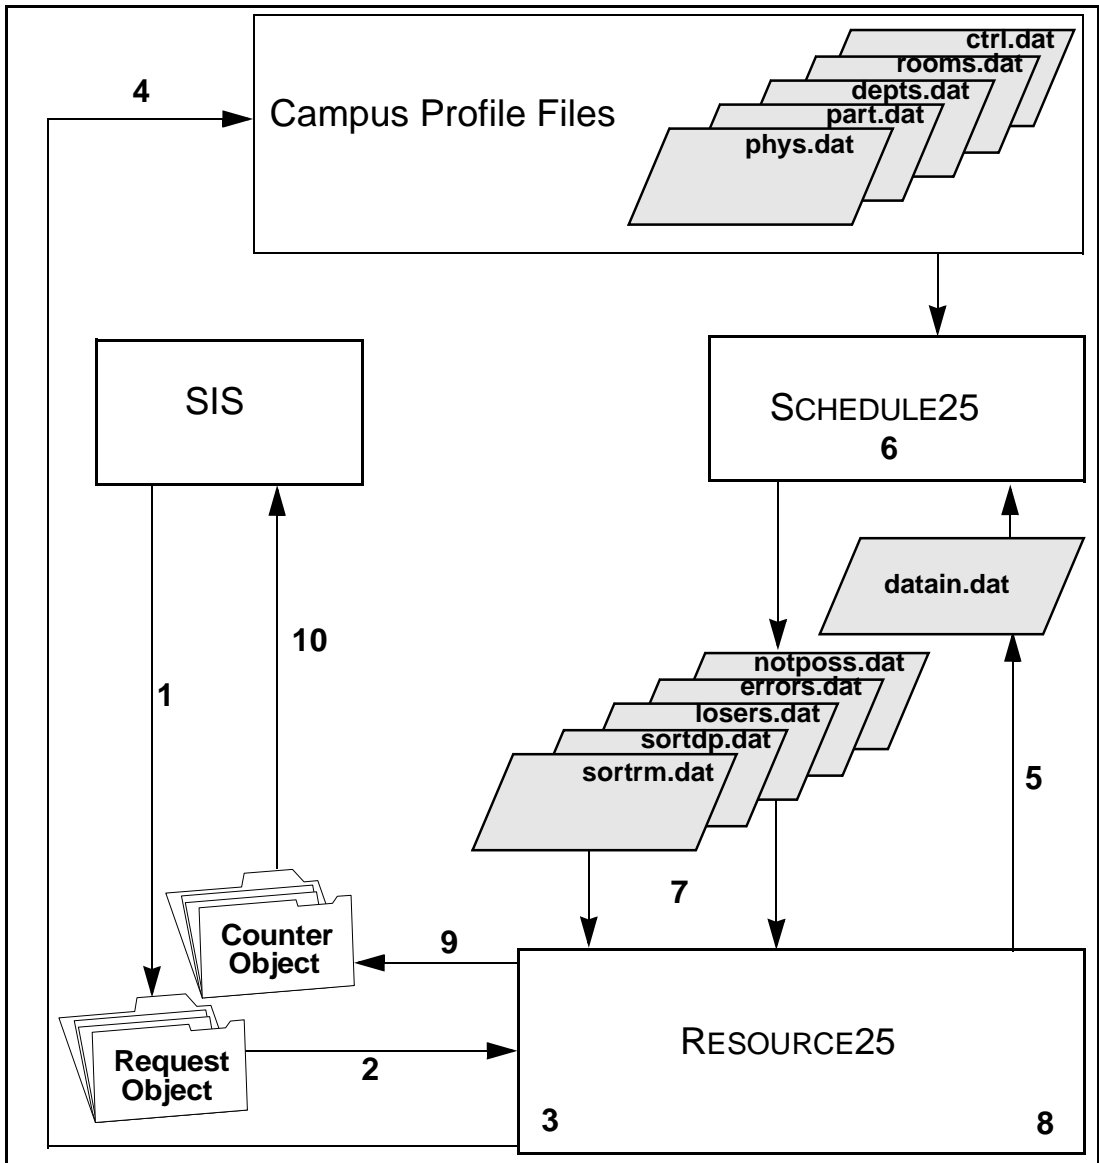 ctrl.dat
rooms.dat
depts.dat
part.dat
phys.dat
Campus Profile Files
4
SIS
SCHEDULE25
6
datain.dat
notposs.dat
errors.dat
losers.dat
sortdp.dat
sortrm.dat
10
1
5
7
Counter
Object
9
Request
Object
2
RESOURCE25
3
8